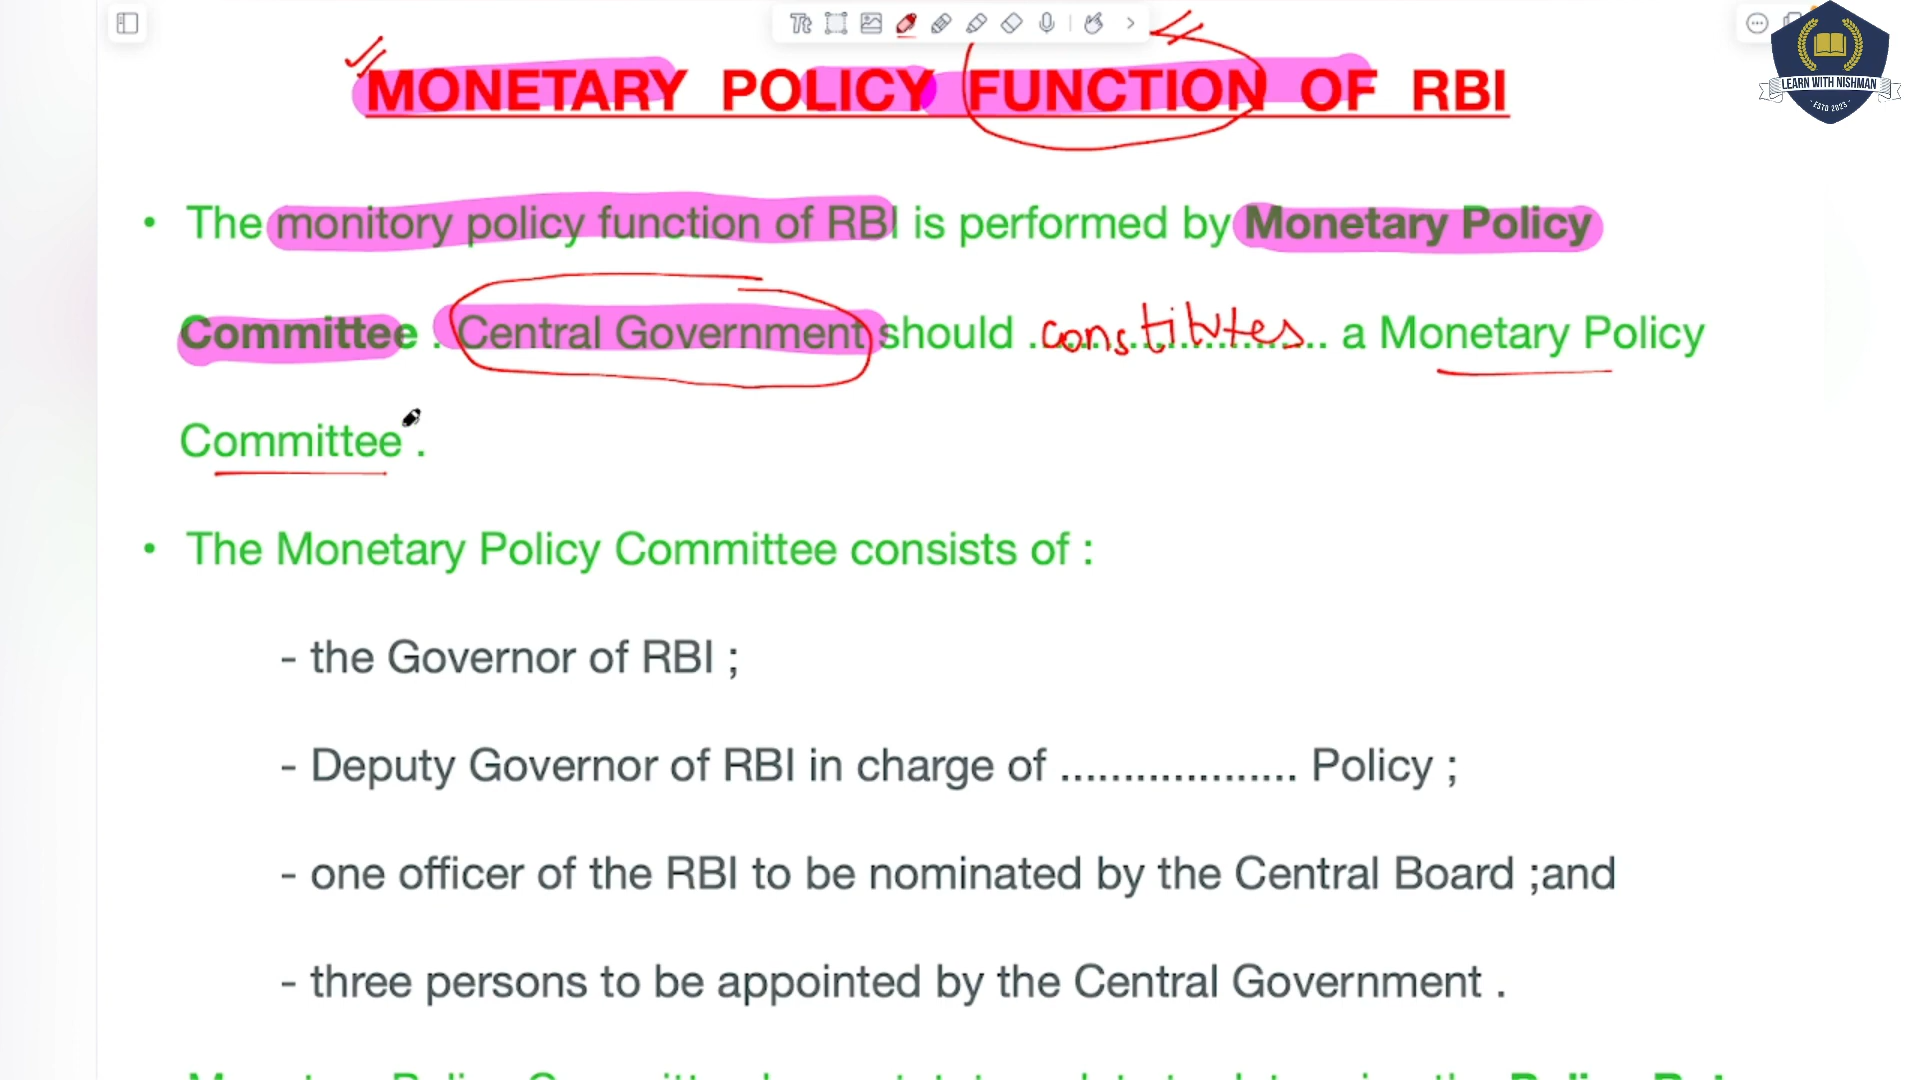 MONETARY POLICY FUNCTION OF RBI
LEARN WITH NISHMAN
- ESTD 2023 -
• The monitory policy function of RBI is performed by Monetary Policy
Committee . Central Government should .constitutes.. a Monetary Policy
Committee .
• The Monetary Policy Committee consists of :
- the Governor of RBI ;
- Deputy Governor of RBI in charge of ................... Policy ;
- one officer of the RBI to be nominated by the Central Board ;and
- three persons to be appointed by the Central Government .